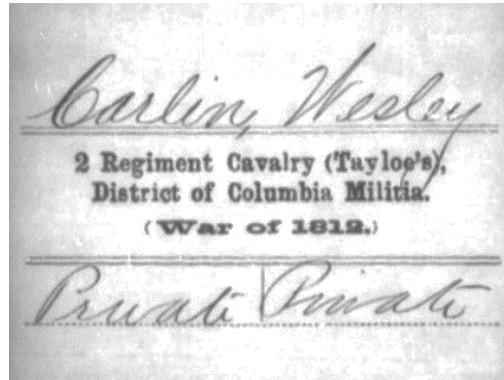 Carlin, Wesley
2 Regiment Cavalry (Tayloe's),
District of Columbia Militia.
(War of 1812.)
Private | Private